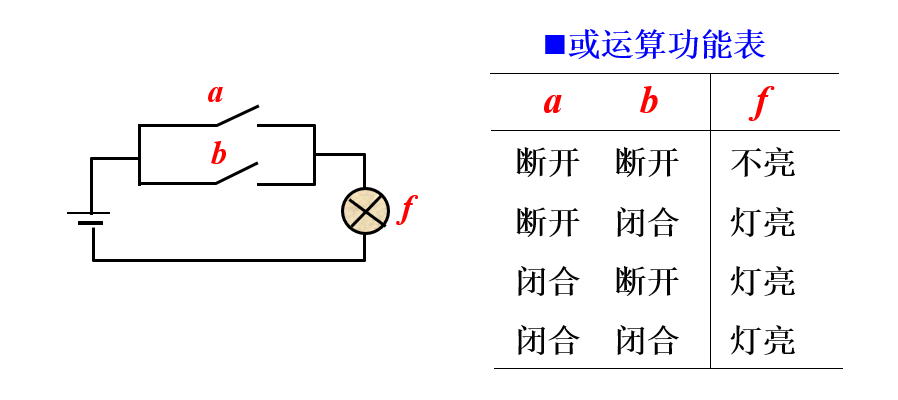 a
b
f
■或运算功能表
a b f
断开 断开 不亮
断开 闭合 灯亮
闭合 断开 灯亮
闭合 闭合 灯亮